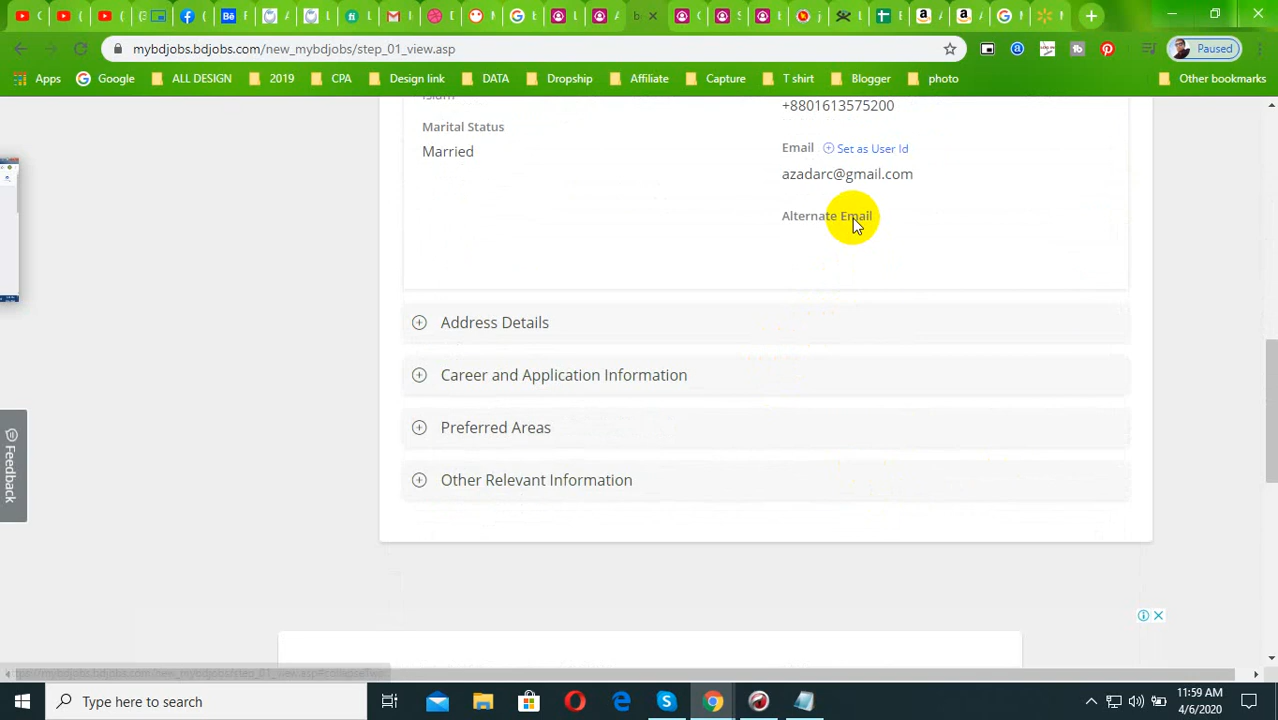 mybdjobs.bdjobs.com/new_mybdjobs/step_01_view.asp
Paused
Apps
Google
ALL DESIGN
2019
CPA
Design link
DATA
Dropship
Affiliate
Capture
T shirt
Blogger
photo
Other bookmarks
Islam
+8801613575200
Marital Status
Married
Email
Set as User Id
azadarc@gmail.com
Alternate Email
Address Details
Career and Application Information
Preferred Areas
Other Relevant Information
Feedback
Type here to search
11:59 AM
4/6/2020